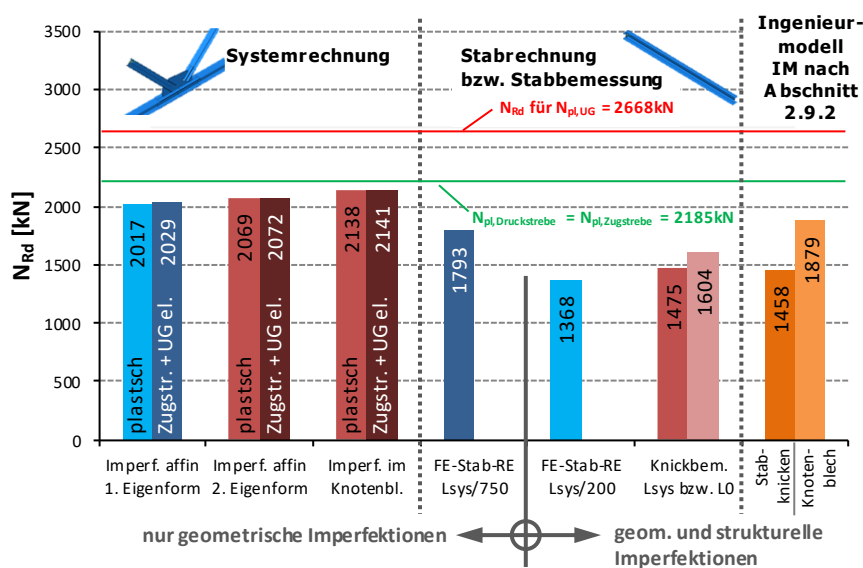 3500
3000
2500
2000
1500
1000
500
0
N_Rd [kN]
Systemrechnung
Stabrechnung
bzw. Stabbemessung
Ingenieur-
modell
IM nach
Abschnitt
2.9.2
N_Rd für N_pl,UG = 2668kN
N_pl,Druckstrebe = N_pl,Zugstrebe = 2185kN
plastsch 2017
Zugstr. + UG el. 2029
plastsch 2069
Zugstr. + UG el. 2072
plastsch 2138
Zugstr. + UG el. 2141
1793
1368
1475
1604
1458
1879
Imperf. affin
1. Eigenform
Imperf. affin
2. Eigenform
Imperf. im
Knotenbl.
FE-Stab-RE
Lsys/750
FE-Stab-RE
Lsys/200
Knickbem.
Lsys bzw. L0
Stab-
knicken
Knoten-
blech
nur geometrische Imperfektionen
geom. und strukturelle
Imperfektionen